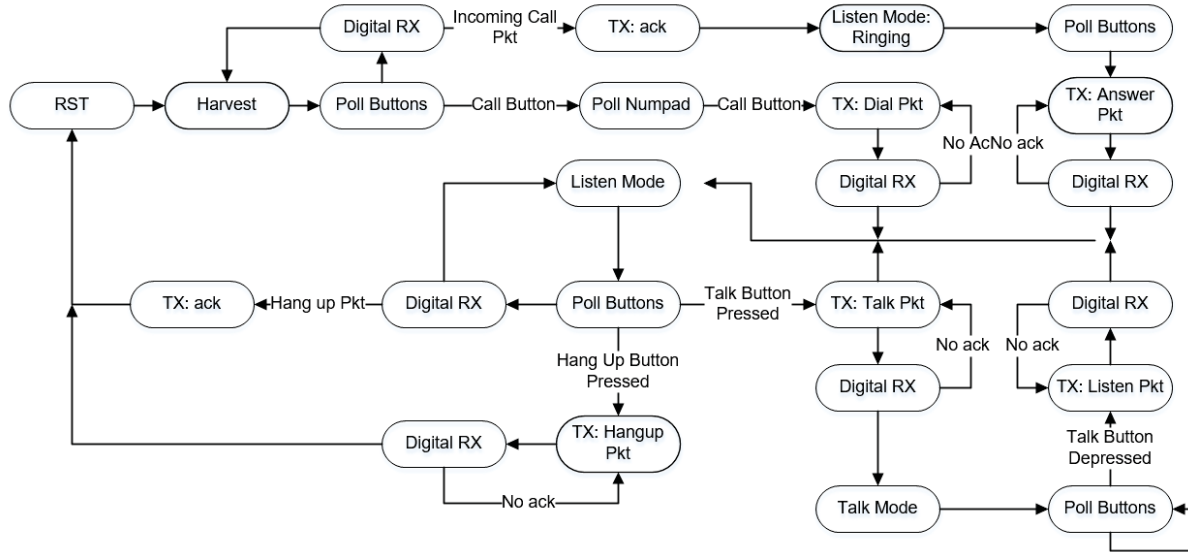 Digital RX
Incoming Call
Pkt
TX: ack
Listen Mode:
Ringing
Poll Buttons
RST
Harvest
Poll Buttons
Call Button
Poll Numpad
Call Button
TX: Dial Pkt
TX: Answer
Pkt
No Ac
No ack
Listen Mode
Digital RX
Digital RX
TX: ack
Hang up Pkt
Digital RX
Poll Buttons
Talk Button
Pressed
TX: Talk Pkt
Digital RX
No ack
No ack
Hang Up Button
Pressed
Digital RX
TX: Listen Pkt
Digital RX
TX: Hangup
Pkt
Talk Button
Depressed
No ack
Talk Mode
Poll Buttons